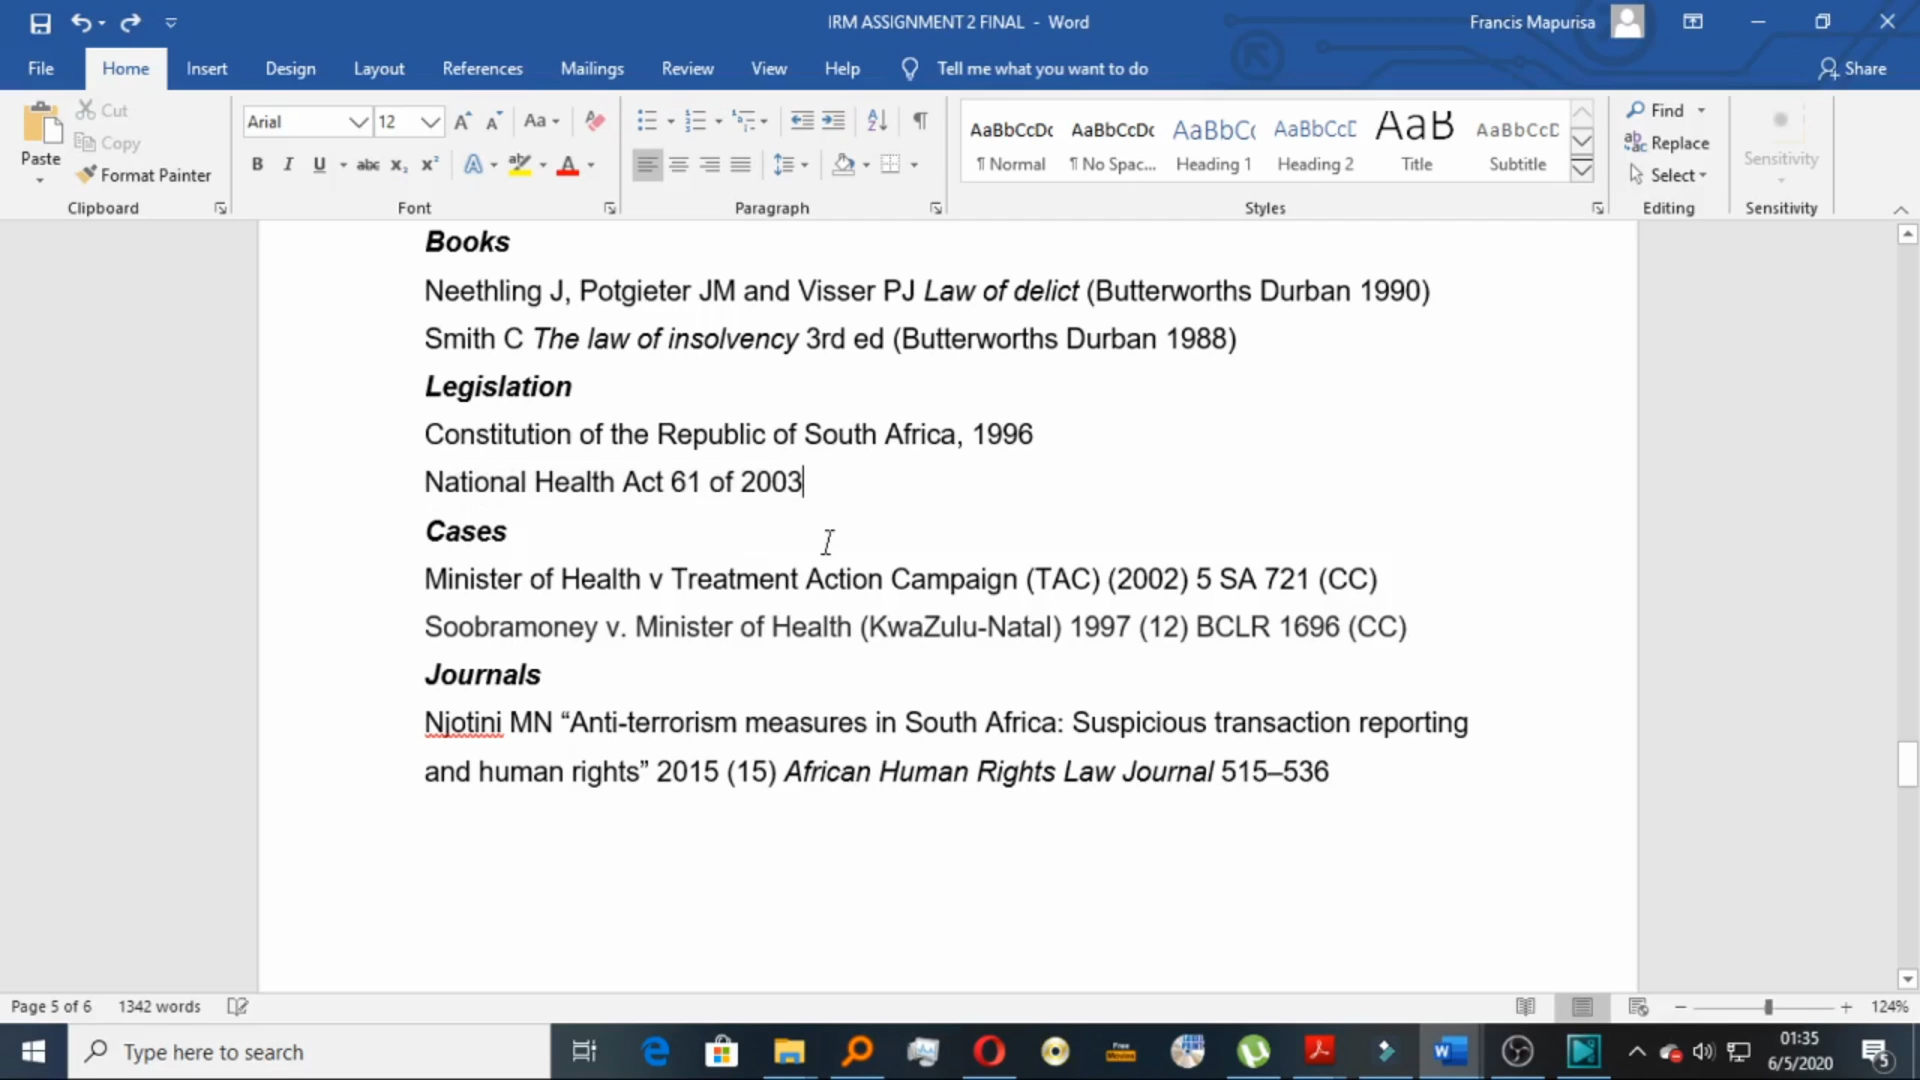 IRM ASSIGNMENT 2 FINAL - Word
Francis Mapurisa
File Home Insert Design Layout References Mailings Review View Help Tell me what you want to do Share
Paste
Cut
Copy
Format Painter
Clipboard
Arial 12 Aa
B I U abc x₂ x² A A
Font
Paragraph
AaBbCcDc AaBbCcDc AaBbC AaBbCcD AaB AaBbCcD
¶ Normal ¶ No Spac... Heading 1 Heading 2 Title Subtitle
Styles
Find
Replace
Select
Editing
Sensitivity
Sensitivity
Books
Neethling J, Potgieter JM and Visser PJ Law of delict (Butterworths Durban 1990)
Smith C The law of insolvency 3rd ed (Butterworths Durban 1988)
Legislation
Constitution of the Republic of South Africa, 1996
National Health Act 61 of 2003
Cases
Minister of Health v Treatment Action Campaign (TAC) (2002) 5 SA 721 (CC)
Soobramoney v. Minister of Health (KwaZulu-Natal) 1997 (12) BCLR 1696 (CC)
Journals
Njotini MN “Anti-terrorism measures in South Africa: Suspicious transaction reporting
and human rights” 2015 (15) African Human Rights Law Journal 515–536
Page 5 of 6 1342 words 124%
Type here to search
01:35
6/5/2020
5